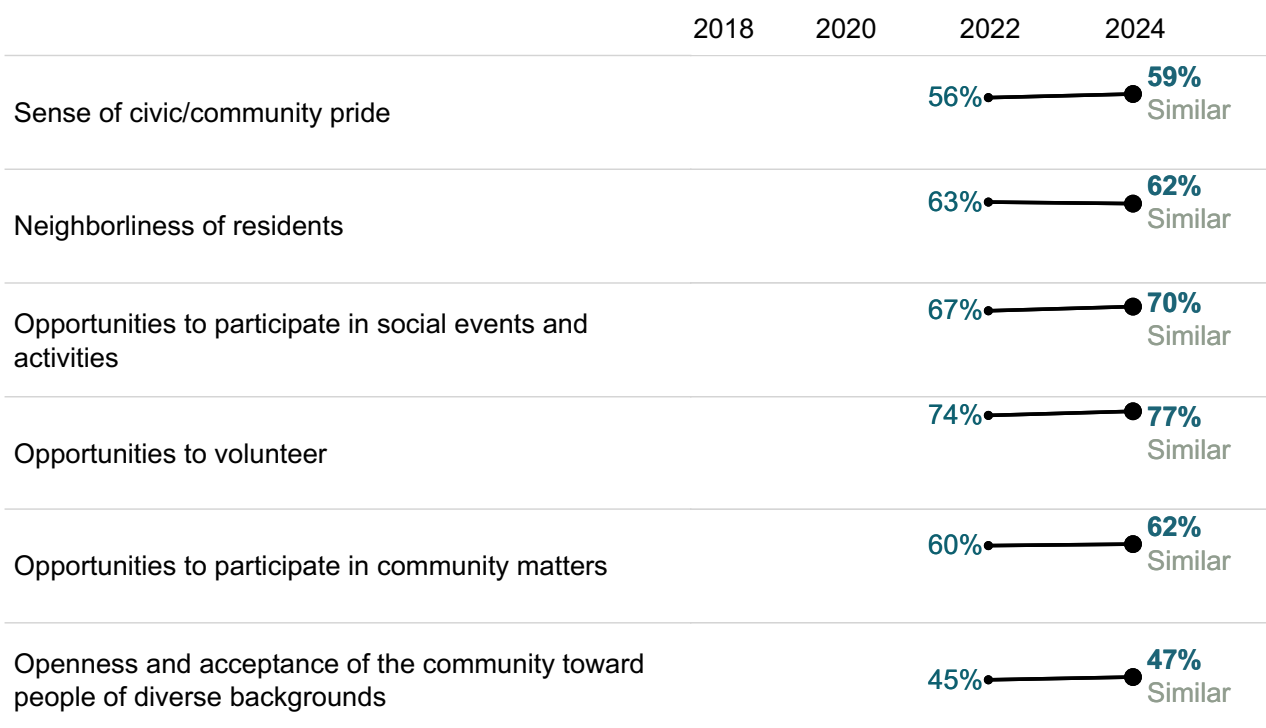 2018 2020 2022 2024
Sense of civic/community pride
56%
59%
Similar
Neighborliness of residents
63%
62%
Similar
Opportunities to participate in social events and
activities
67%
70%
Similar
Opportunities to volunteer
74%
77%
Similar
Opportunities to participate in community matters
60%
62%
Similar
Openness and acceptance of the community toward
people of diverse backgrounds
45%
47%
Similar